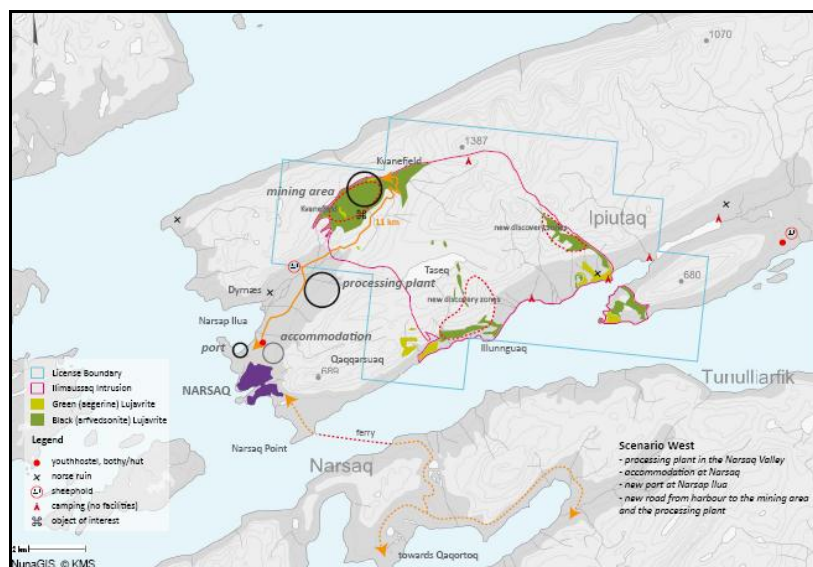 1070
1387
Kvanefjeld
mining area
Kvanefjeld
11 km
new discovery zones
Ipiutaq
Taseq
680
processing plant
Dyrnæs
new discovery zones
Narsap Ilua
accommodation
port
Qaqqarsuaq
Illunnguaq
689
NARSAQ
Tunulliarfik
Narsaq Point
ferry
Narsaq
towards Qaqortoq
License Boundary
Ilimaussaq Intrusion
Green (aegerine) Lujavrite
Black (arfvedsonite) Lujavrite
Legend
youthhostel, bothy/hut
norse ruin
sheephold
camping (no facilities)
object of interest
2 km
NunaGIS, © KMS
Scenario West
- processing plant in the Narsaq Valley
- accommodation at Narsaq
- new port at Narsap Ilua
- new road from harbour to the mining area
and the processing plant